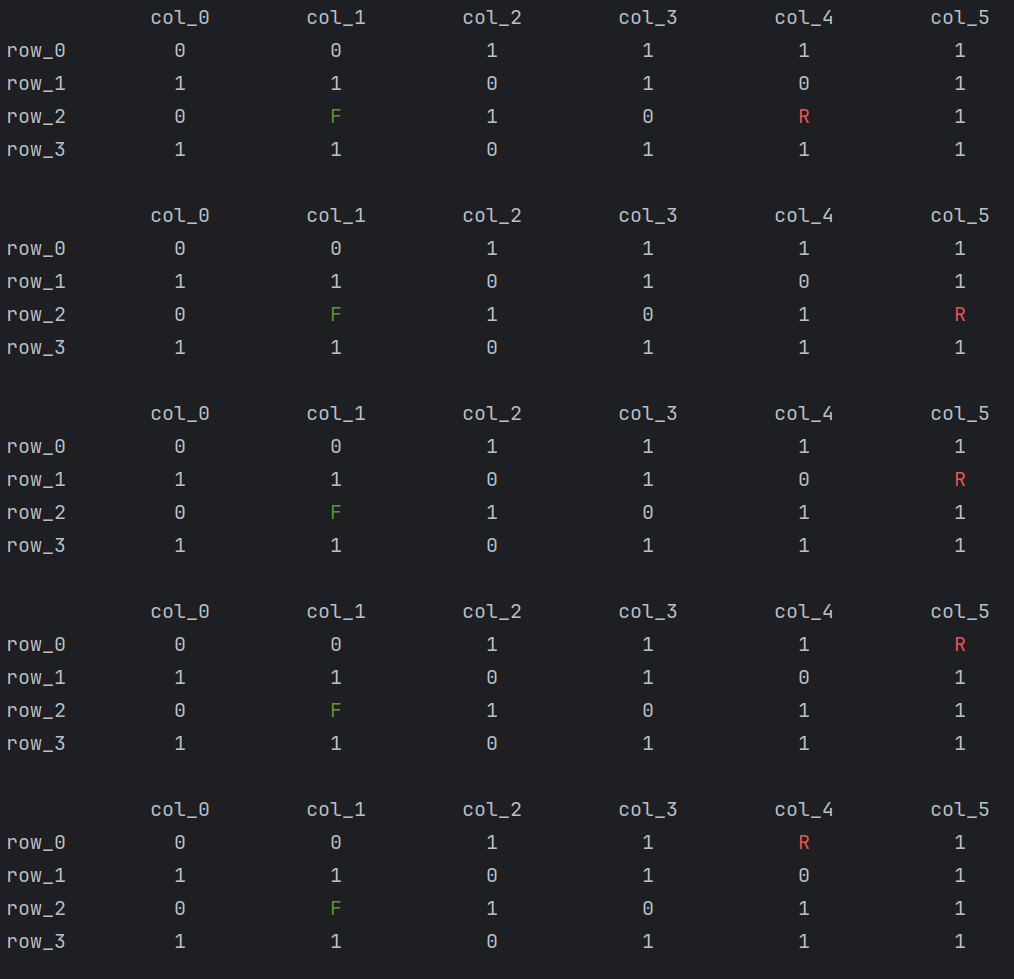 col_0 col_1 col_2 col_3 col_4 col_5
row_0 0 0 1 1 1 1
row_1 1 1 0 1 0 1
row_2 0 F 1 0 R 1
row_3 1 1 0 1 1 1
col_0 col_1 col_2 col_3 col_4 col_5
row_0 0 0 1 1 1 1
row_1 1 1 0 1 0 1
row_2 0 F 1 0 1 R
row_3 1 1 0 1 1 1
col_0 col_1 col_2 col_3 col_4 col_5
row_0 0 0 1 1 1 1
row_1 1 1 0 1 0 R
row_2 0 F 1 0 1 1
row_3 1 1 0 1 1 1
col_0 col_1 col_2 col_3 col_4 col_5
row_0 0 0 1 1 1 R
row_1 1 1 0 1 0 1
row_2 0 F 1 0 1 1
row_3 1 1 0 1 1 1
col_0 col_1 col_2 col_3 col_4 col_5
row_0 0 0 1 1 R 1
row_1 1 1 0 1 0 1
row_2 0 F 1 0 1 1
row_3 1 1 0 1 1 1